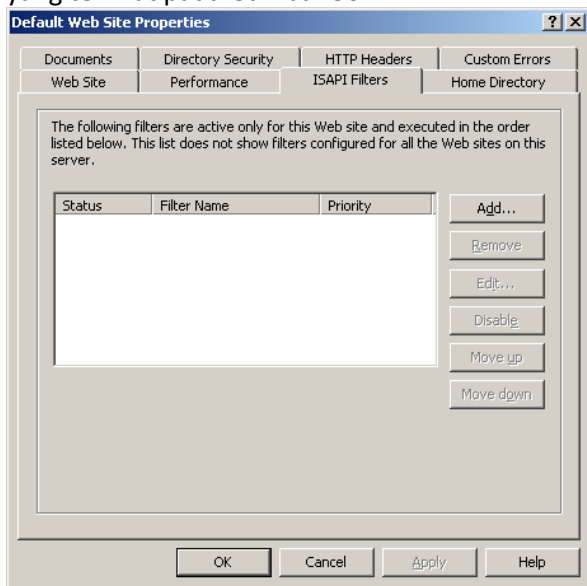 Default Web Site Properties
Documents
Directory Security
HTTP Headers
Custom Errors
Web Site
Performance
ISAPI Filters
Home Directory
The following filters are active only for this Web site and executed in the order
listed below. This list does not show filters configured for all the Web sites on this
server.
Status
Filter Name
Priority
Add...
Remove
Edit...
Disable
Move up
Move down
OK
Cancel
Apply
Help